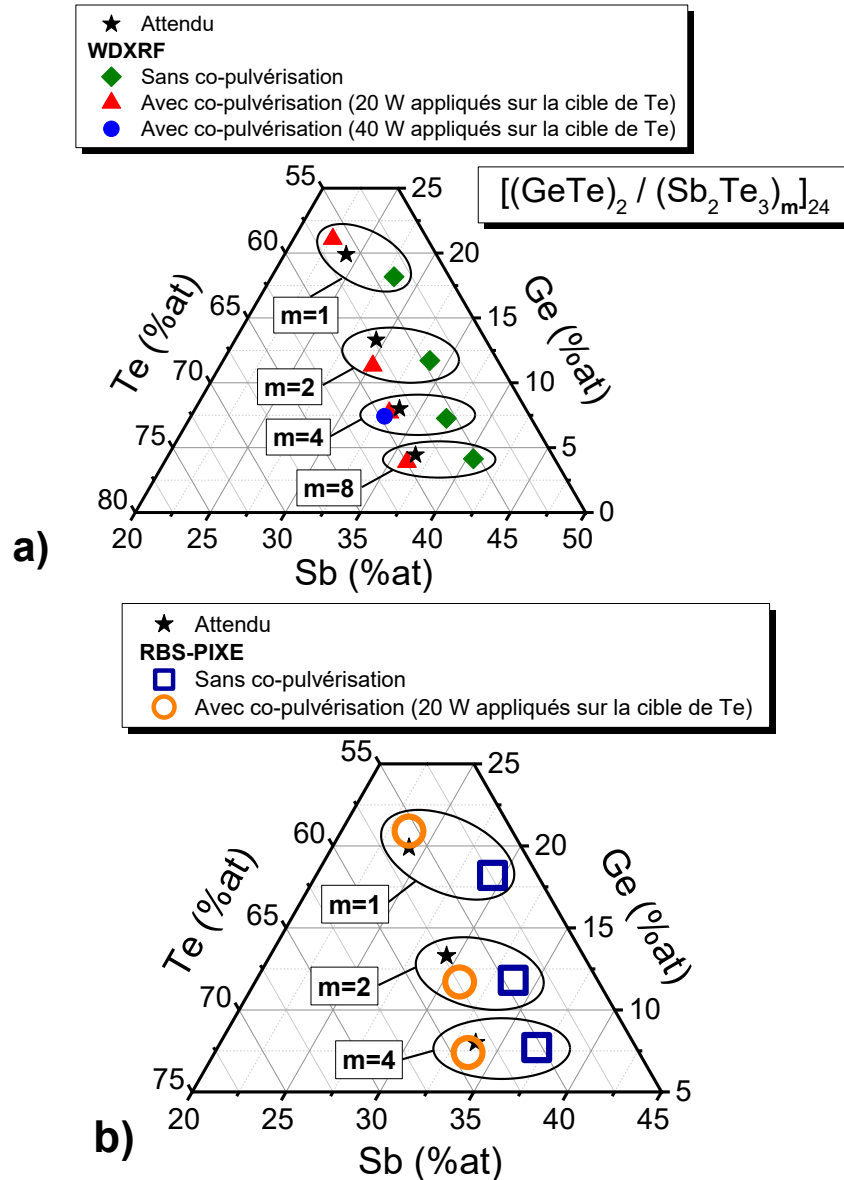 Attendu
WDXRF
Sans co-pulvérisation
Avec co-pulvérisation (20 W appliqués sur la cible de Te)
Avec co-pulvérisation (40 W appliqués sur la cible de Te)
[(GeTe)2 / (Sb2Te3)m]24
55
25
60
20
65
15
70
10
75
5
80
0
Te (%at)
Ge (%at)
m=1
m=2
m=4
m=8
20 25 30 35 40 45 50
Sb (%at)
a)
Attendu
RBS-PIXE
Sans co-pulvérisation
Avec co-pulvérisation (20 W appliqués sur la cible de Te)
55
25
60
20
65
15
70
10
75
5
Te (%at)
Ge (%at)
m=1
m=2
m=4
20 25 30 35 40 45
Sb (%at)
b)